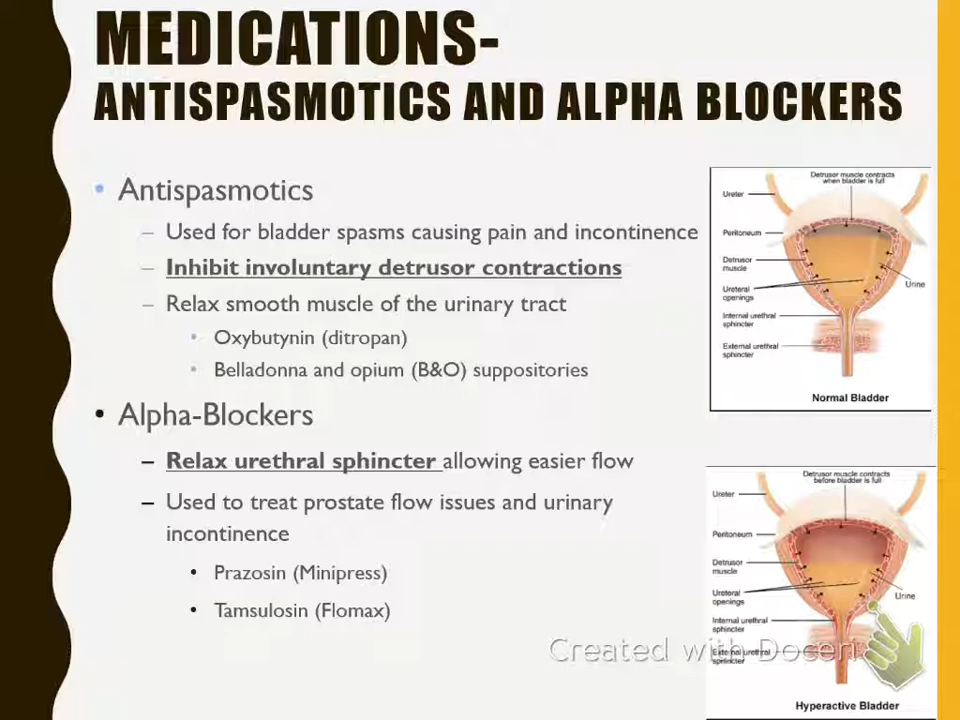 MEDICATIONS-
ANTISPASMOTICS AND ALPHA BLOCKERS
• Antispasmotics
– Used for bladder spasms causing pain and incontinence
– Inhibit involuntary detrusor contractions
– Relax smooth muscle of the urinary tract
• Oxybutynin (ditropan)
• Belladonna and opium (B&O) suppositories
• Alpha-Blockers
– Relax urethral sphincter allowing easier flow
– Used to treat prostate flow issues and urinary
incontinence
• Prazosin (Minipress)
• Tamsulosin (Flomax)
Detrusor muscle contracts
when bladder is full
Ureter
Peritoneum
Detrusor
muscle
Ureteral
openings
Urine
Internal urethral
sphincter
External urethral
sphincter
Normal Bladder
Detrusor muscle contracts
before bladder is full
Ureter
Peritoneum
Detrusor
muscle
Ureteral
openings
Urine
Internal urethral
sphincter
External urethral
sphincter
Hyperactive Bladder
Created with Doceri